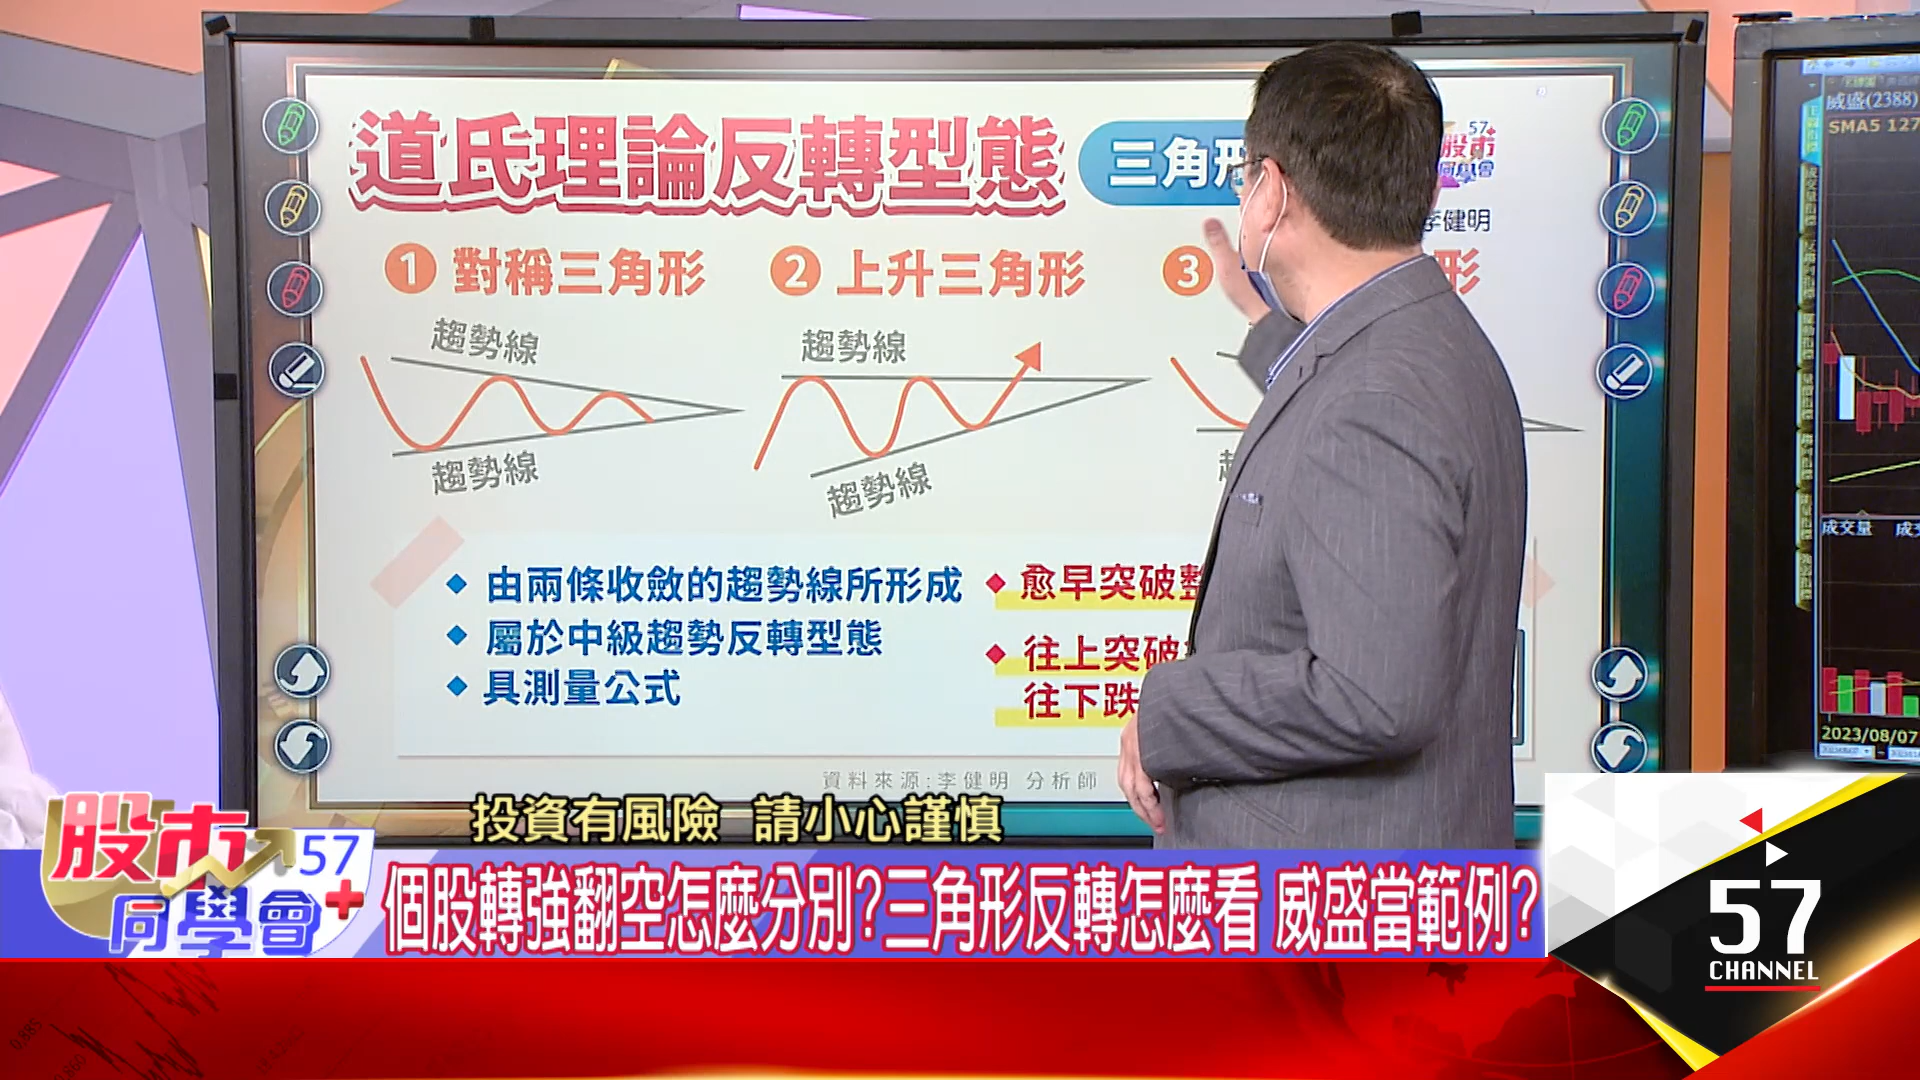 道氏理論反轉型態
三角形
57
股市
同學會
李健明
1 對稱三角形
2 上升三角形
3
形
趨勢線
趨勢線
趨勢線
趨勢線
由兩條收斂的趨勢線所形成
屬於中級趨勢反轉型態
具測量公式
愈早突破整
往上突破
往下跌
資料來源:李健明 分析師
威盛(2388)
SMA5 127
成交量
2023/08/07
投資有風險 請小心謹慎
股市
57
同學會+
個股轉強翻空怎麼分別?三角形反轉怎麼看 威盛當範例?
57
CHANNEL